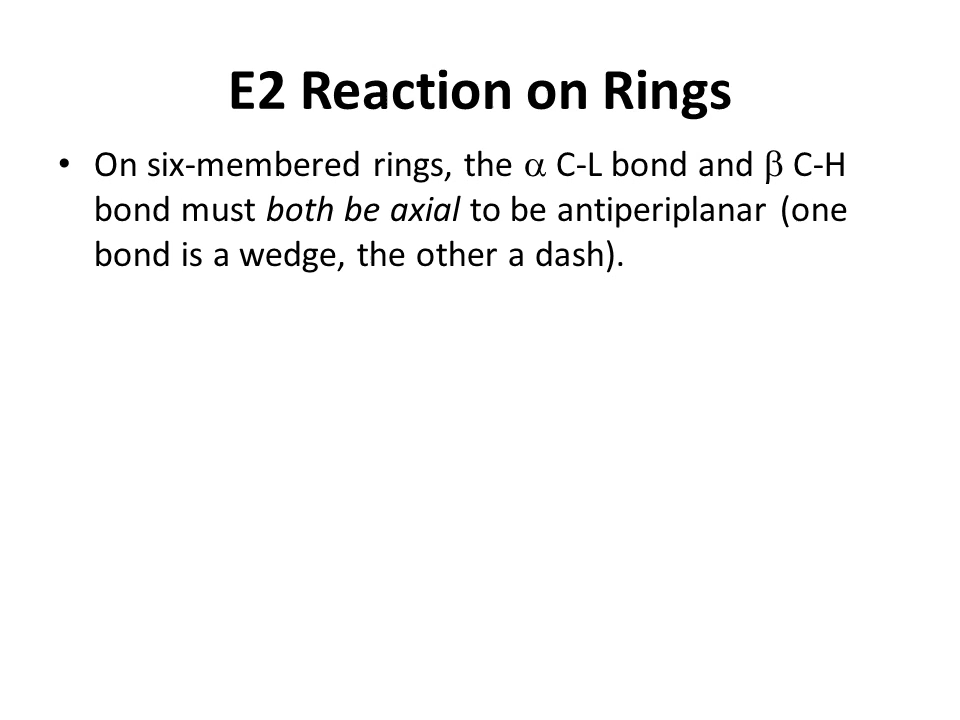 E2 Reaction on Rings
• On six-membered rings, the α C-L bond and β C-H
bond must both be axial to be antiperiplanar (one
bond is a wedge, the other a dash).